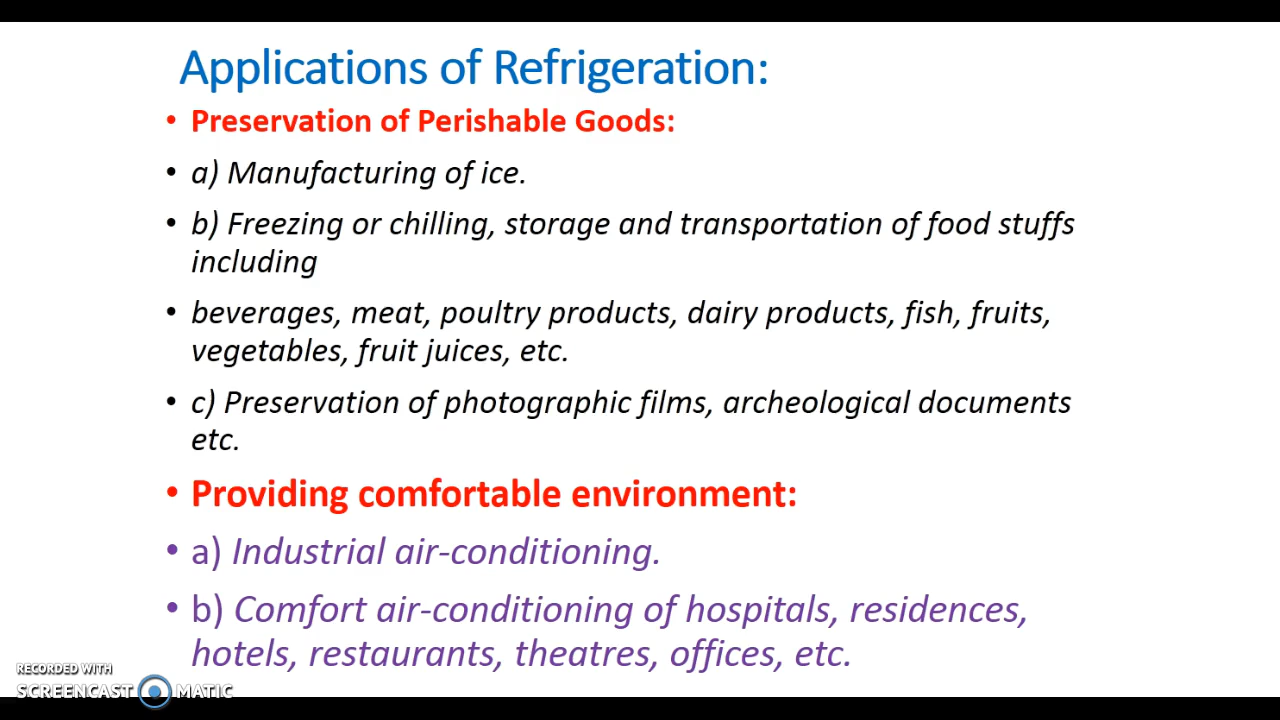 Applications of Refrigeration:
• Preservation of Perishable Goods:
• a) Manufacturing of ice.
• b) Freezing or chilling, storage and transportation of food stuffs
including
• beverages, meat, poultry products, dairy products, fish, fruits,
vegetables, fruit juices, etc.
• c) Preservation of photographic films, archeological documents
etc.
• Providing comfortable environment:
• a) Industrial air-conditioning.
• b) Comfort air-conditioning of hospitals, residences,
hotels, restaurants, theatres, offices, etc.
RECORDED WITH
SCREENCAST MATIC